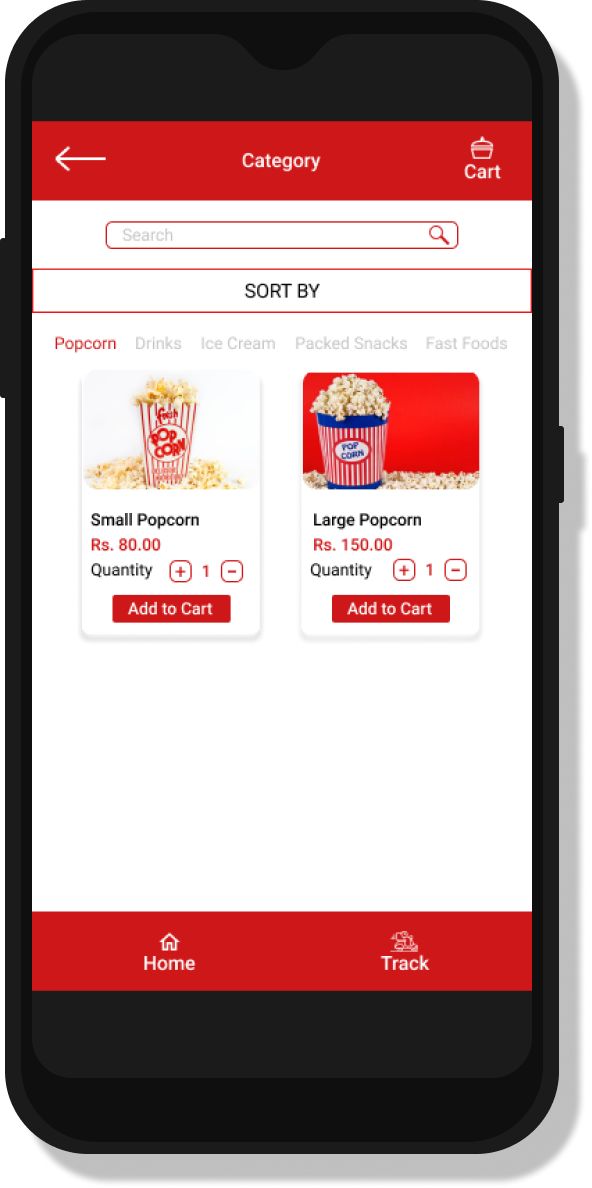 Category
Cart
Search
SORT BY
Popcorn Drinks Ice Cream Packed Snacks Fast Foods
fresh
POP
CORN
POP
CORN
Small Popcorn
Rs. 80.00
Quantity + 1 −
Add to Cart
Large Popcorn
Rs. 150.00
Quantity + 1 −
Add to Cart
Home
Track